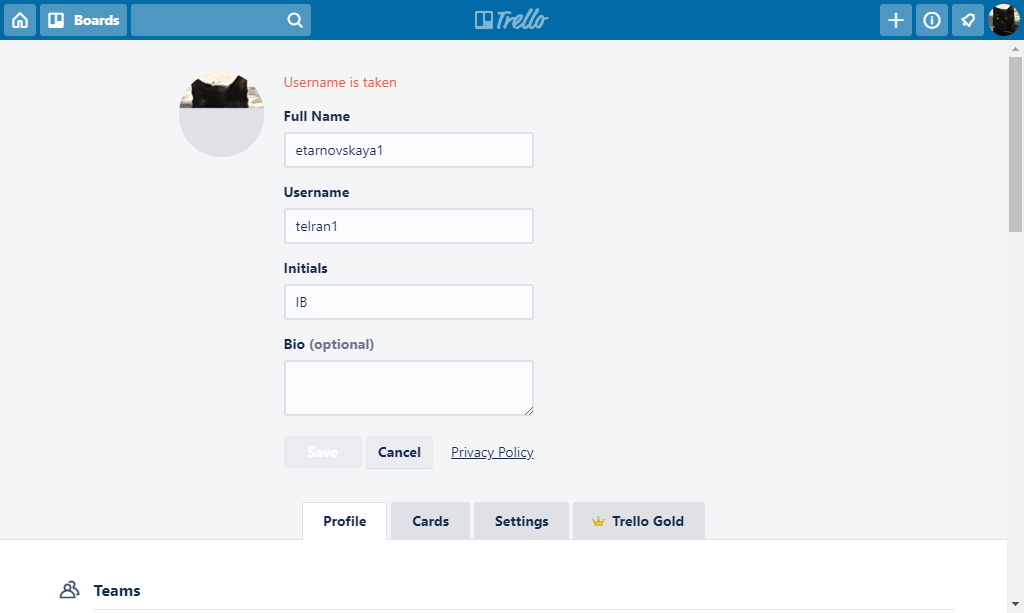 Boards
Trello
Username is taken
Full Name
etarnovskaya1
Username
telran1
Initials
IB
Bio (optional)
Save Cancel Privacy Policy
Profile Cards Settings Trello Gold
Teams